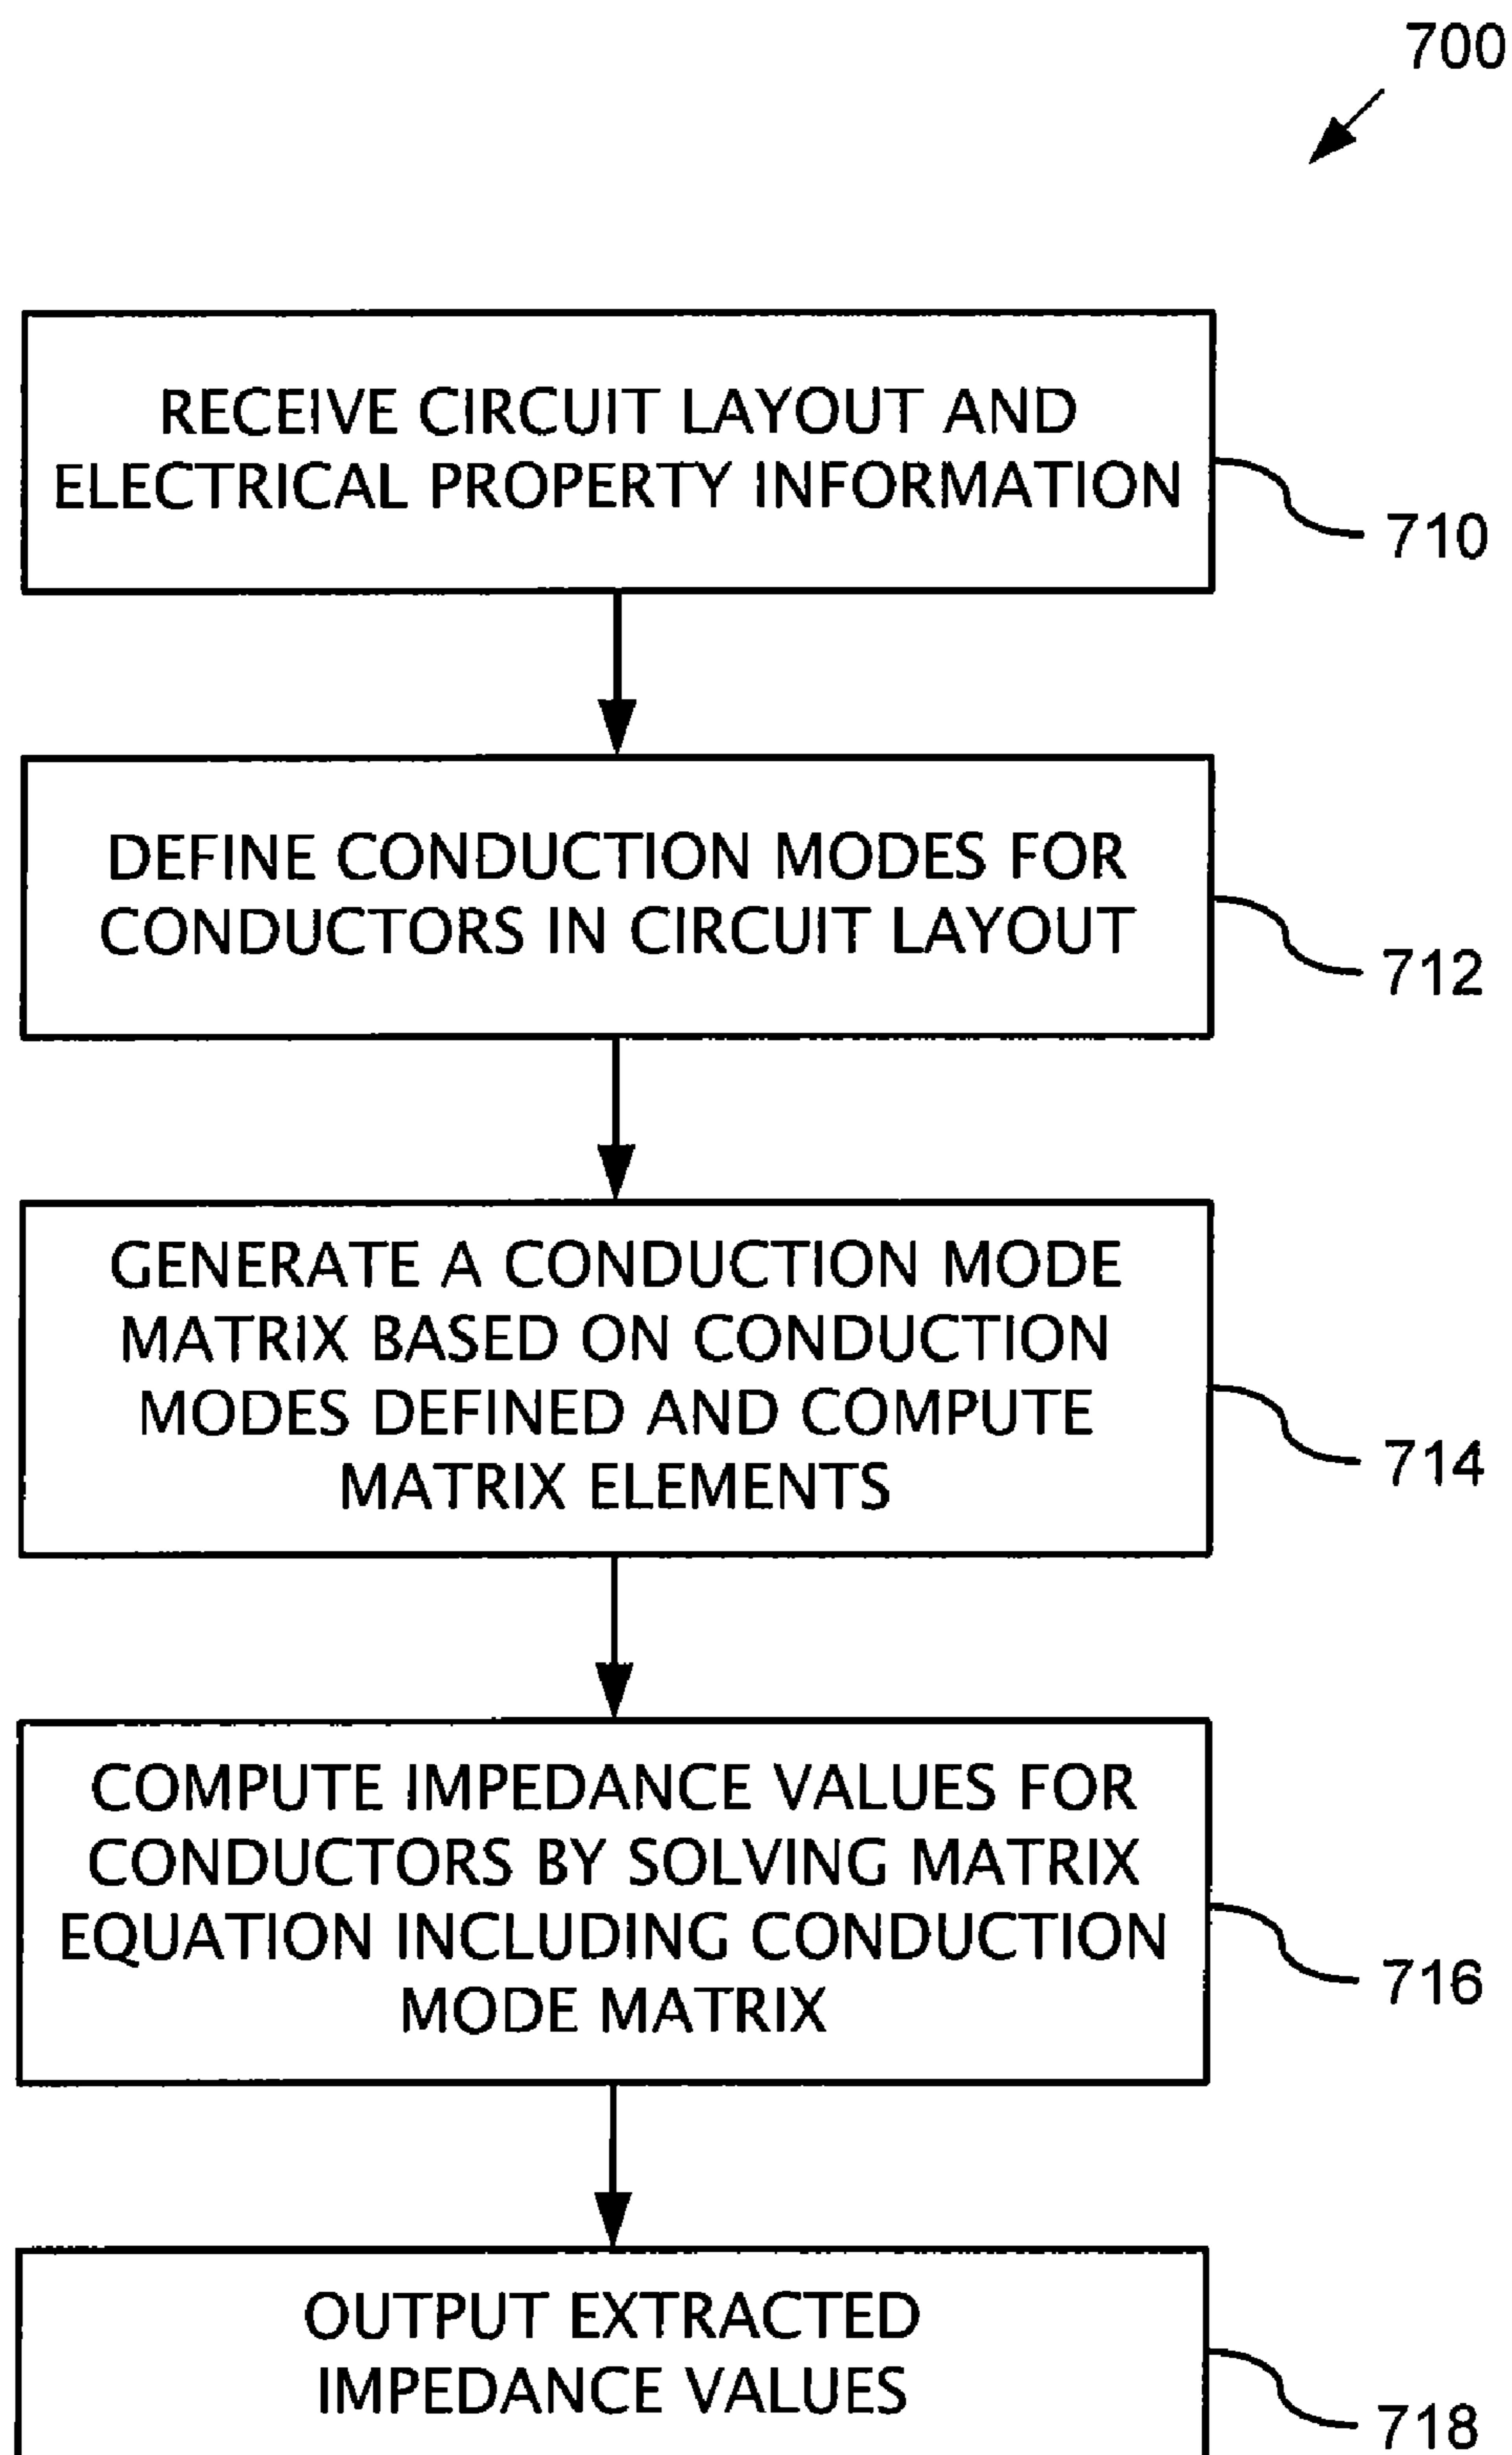 700
RECEIVE CIRCUIT LAYOUT AND
ELECTRICAL PROPERTY INFORMATION
710
DEFINE CONDUCTION MODES FOR
CONDUCTORS IN CIRCUIT LAYOUT
712
GENERATE A CONDUCTION MODE
MATRIX BASED ON CONDUCTION
MODES DEFINED AND COMPUTE
MATRIX ELEMENTS
714
COMPUTE IMPEDANCE VALUES FOR
CONDUCTORS BY SOLVING MATRIX
EQUATION INCLUDING CONDUCTION
MODE MATRIX
716
OUTPUT EXTRACTED
IMPEDANCE VALUES
718